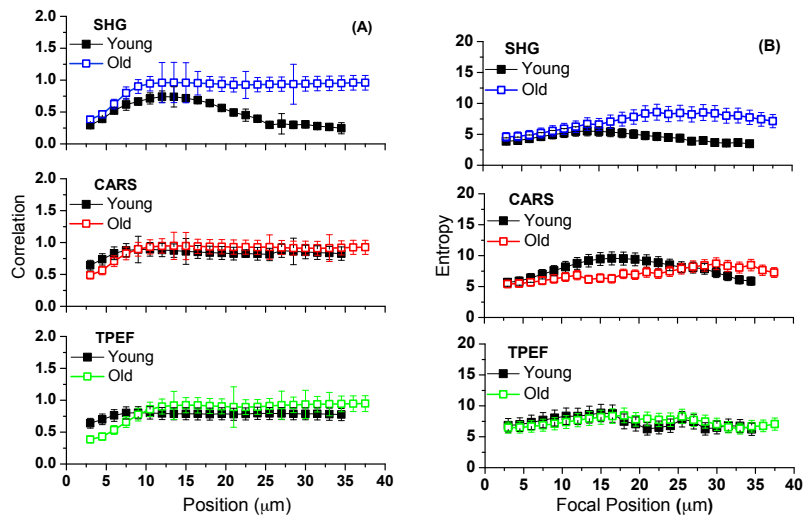 SHG
(A)
Young
Old
2.0
1.5
1.0
0.5
0.0
CARS
Young
Old
2.0
1.5
1.0
0.5
0.0
TPEF
Young
Old
2.0
1.5
1.0
0.5
0.0
0 5 10 15 20 25 30 35 40
Correlation
Position (μm)
(B)
SHG
Young
Old
20
15
10
5
0
CARS
Young
Old
20
15
10
5
0
TPEF
Young
Old
20
15
10
5
0
0 5 10 15 20 25 30 35 40
Entropy
Focal Position (μm)